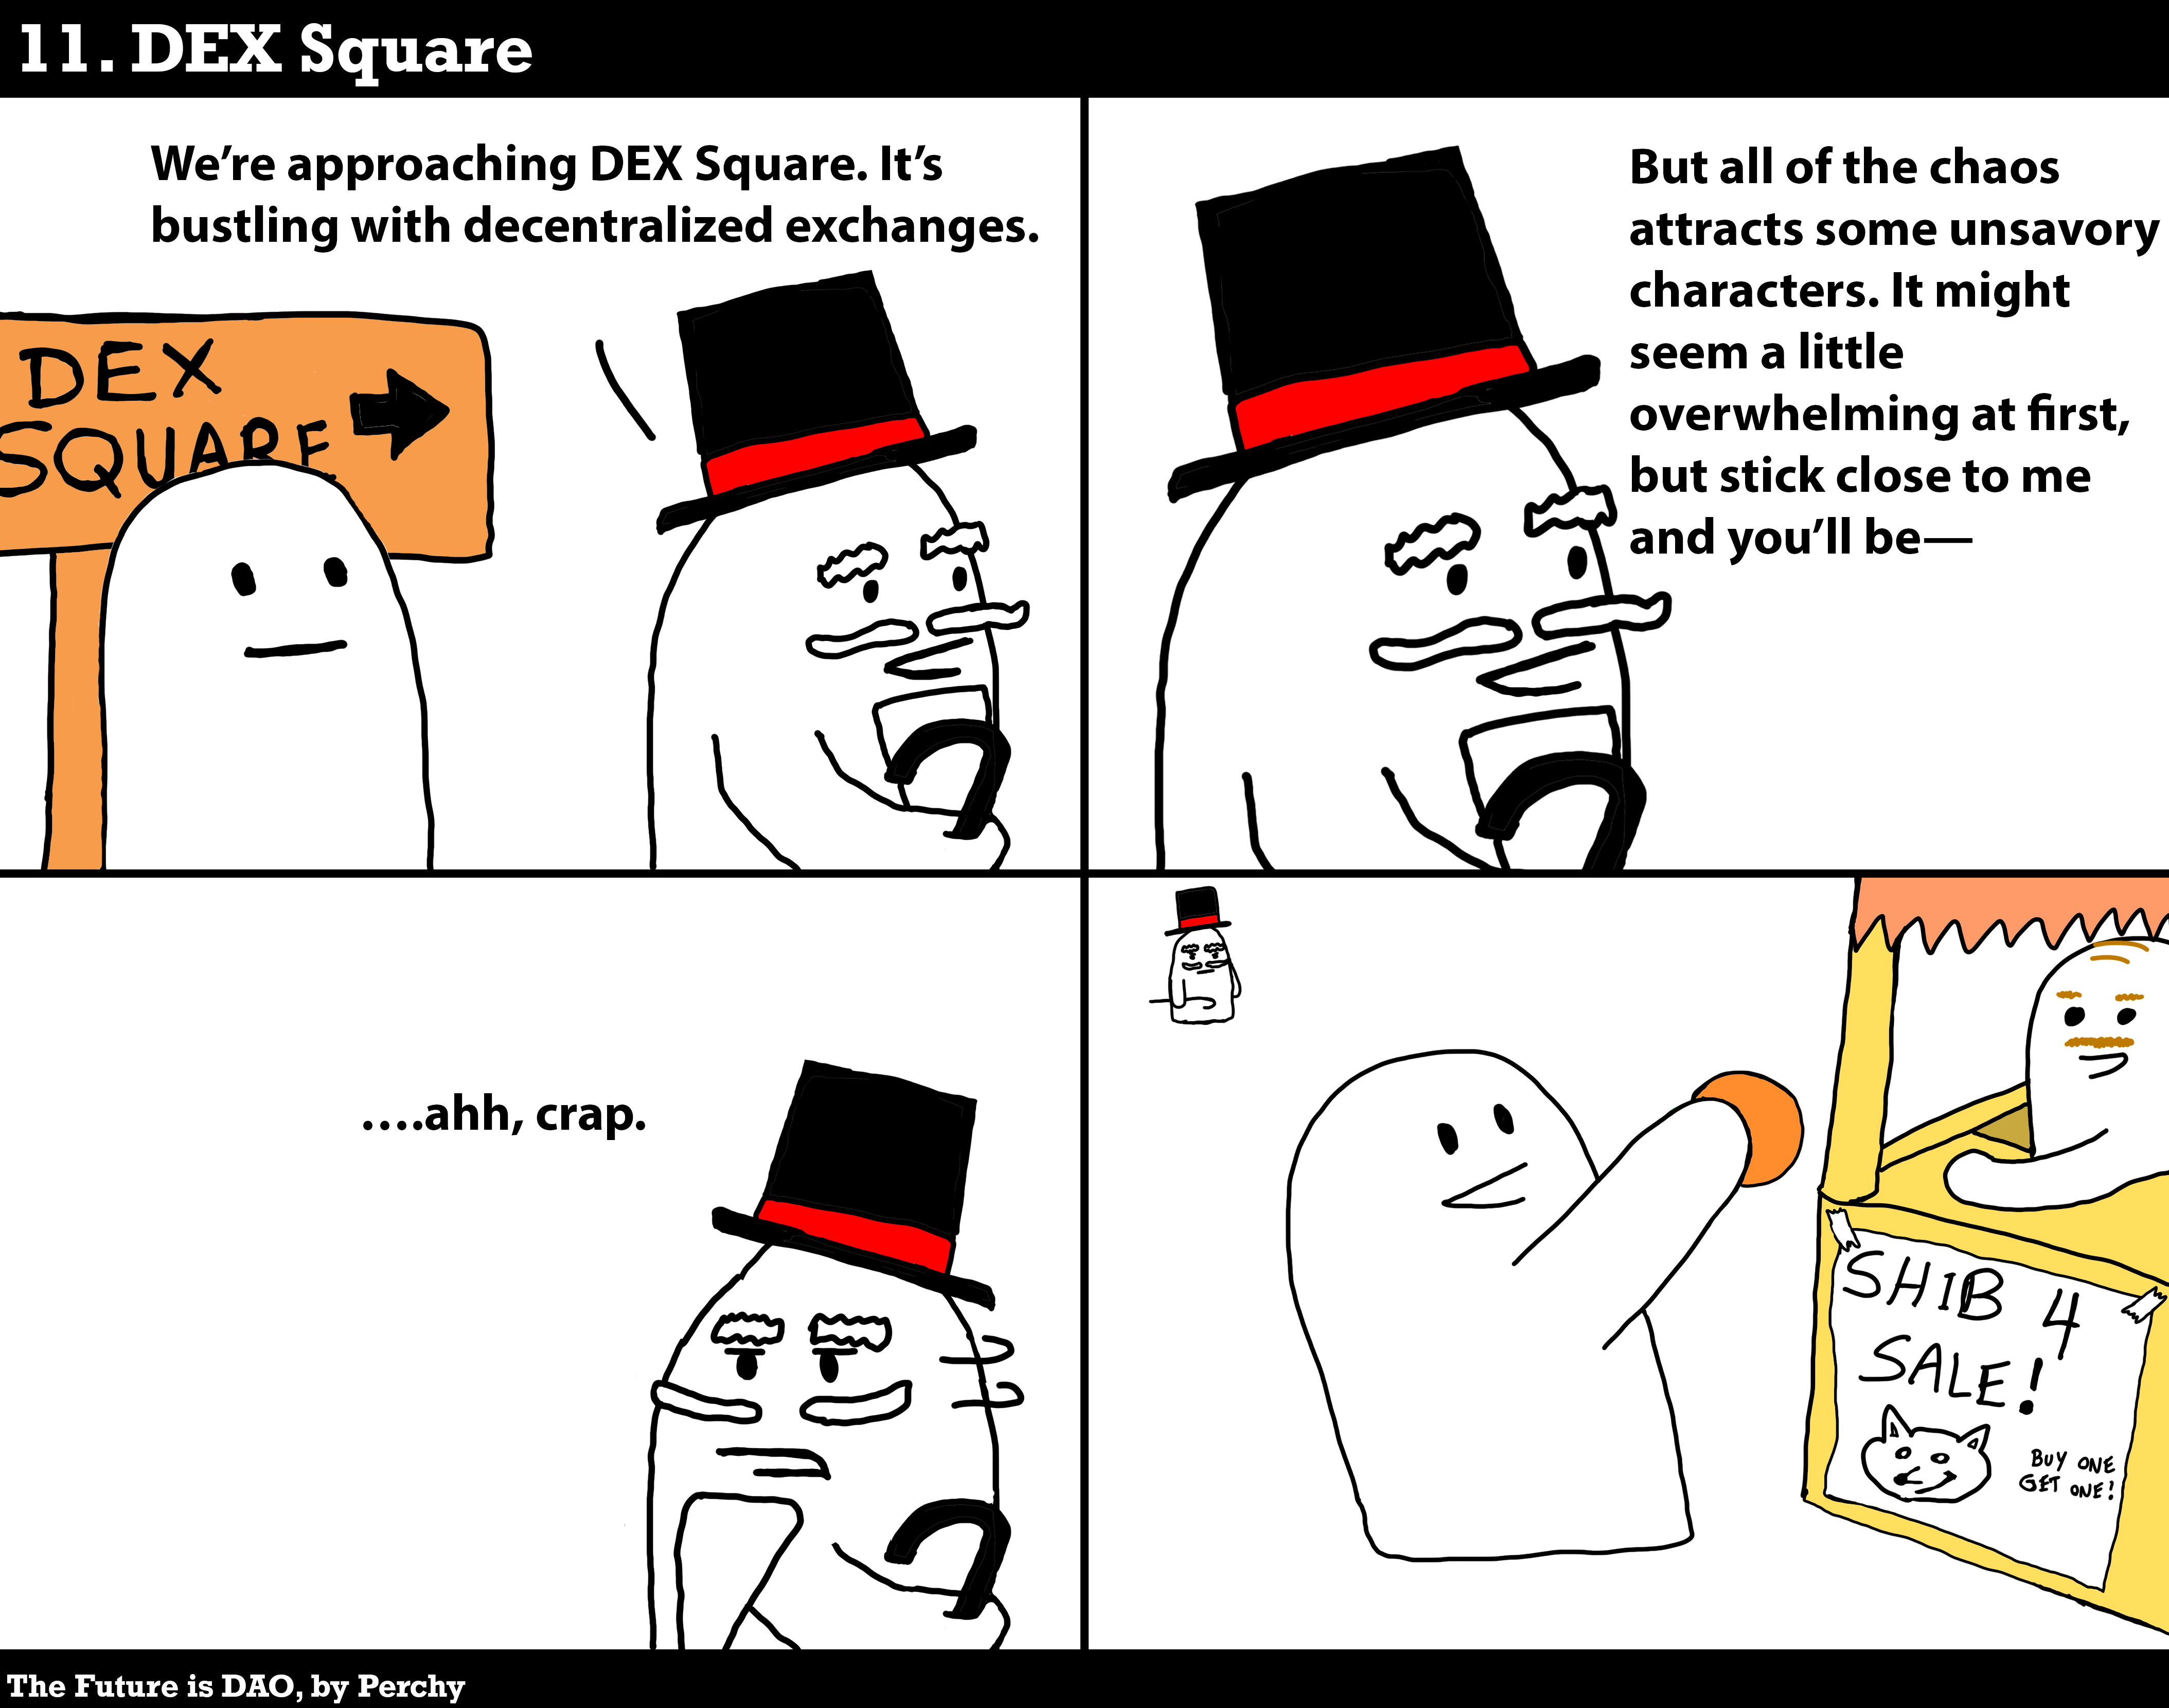 11. DEX Square
We're approaching DEX Square. It's
bustling with decentralized exchanges.
DEX
SQUARE
But all of the chaos
attracts some unsavory
characters. It might
seem a little
overwhelming at first,
but stick close to me
and you'll be—
....ahh, crap.
SHIB 4
SALE!
BUY ONE
GET ONE!
The Future is DAO, by Perchy